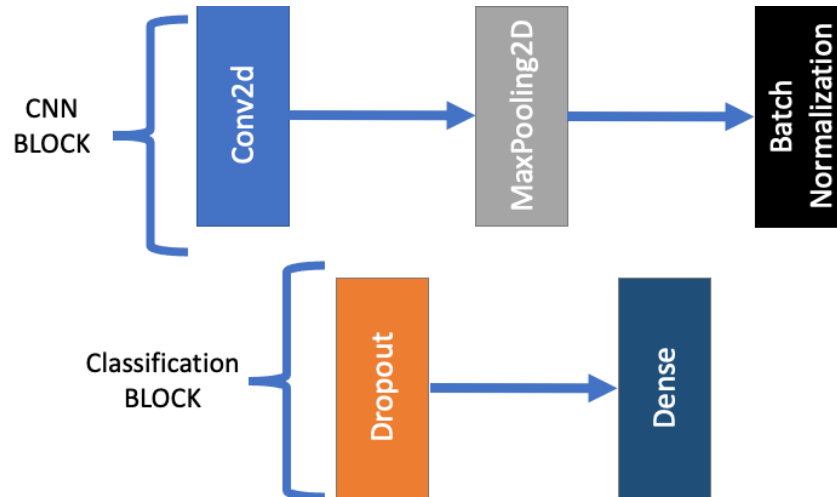 CNN
BLOCK
Conv2d
MaxPooling2D
Batch
Normalization
Classification
BLOCK
Dropout
Dense